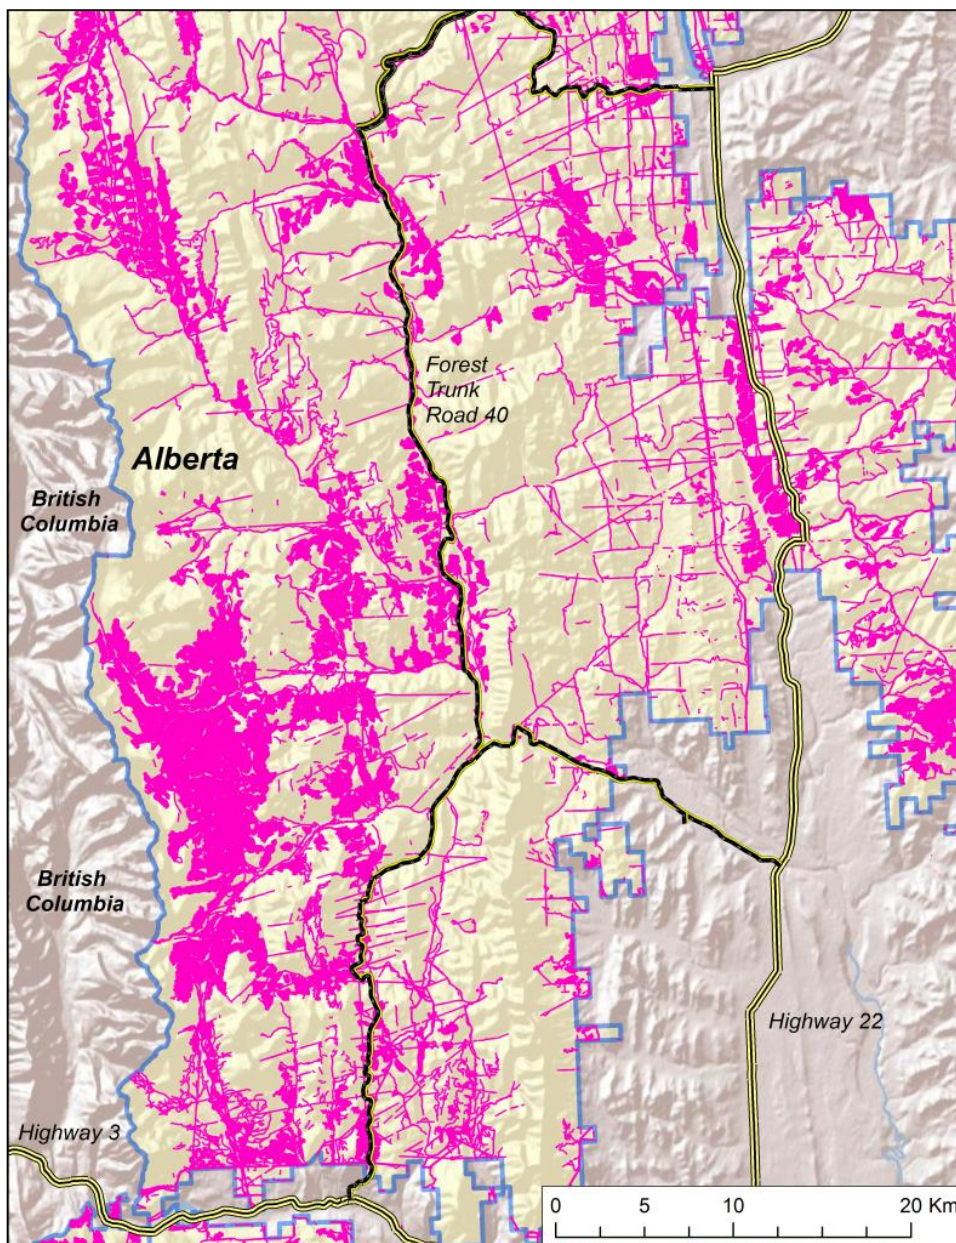 Forest
Trunk
Road 40
Alberta
British
Columbia
British
Columbia
Highway 22
Highway 3
0 5 10 20 Km